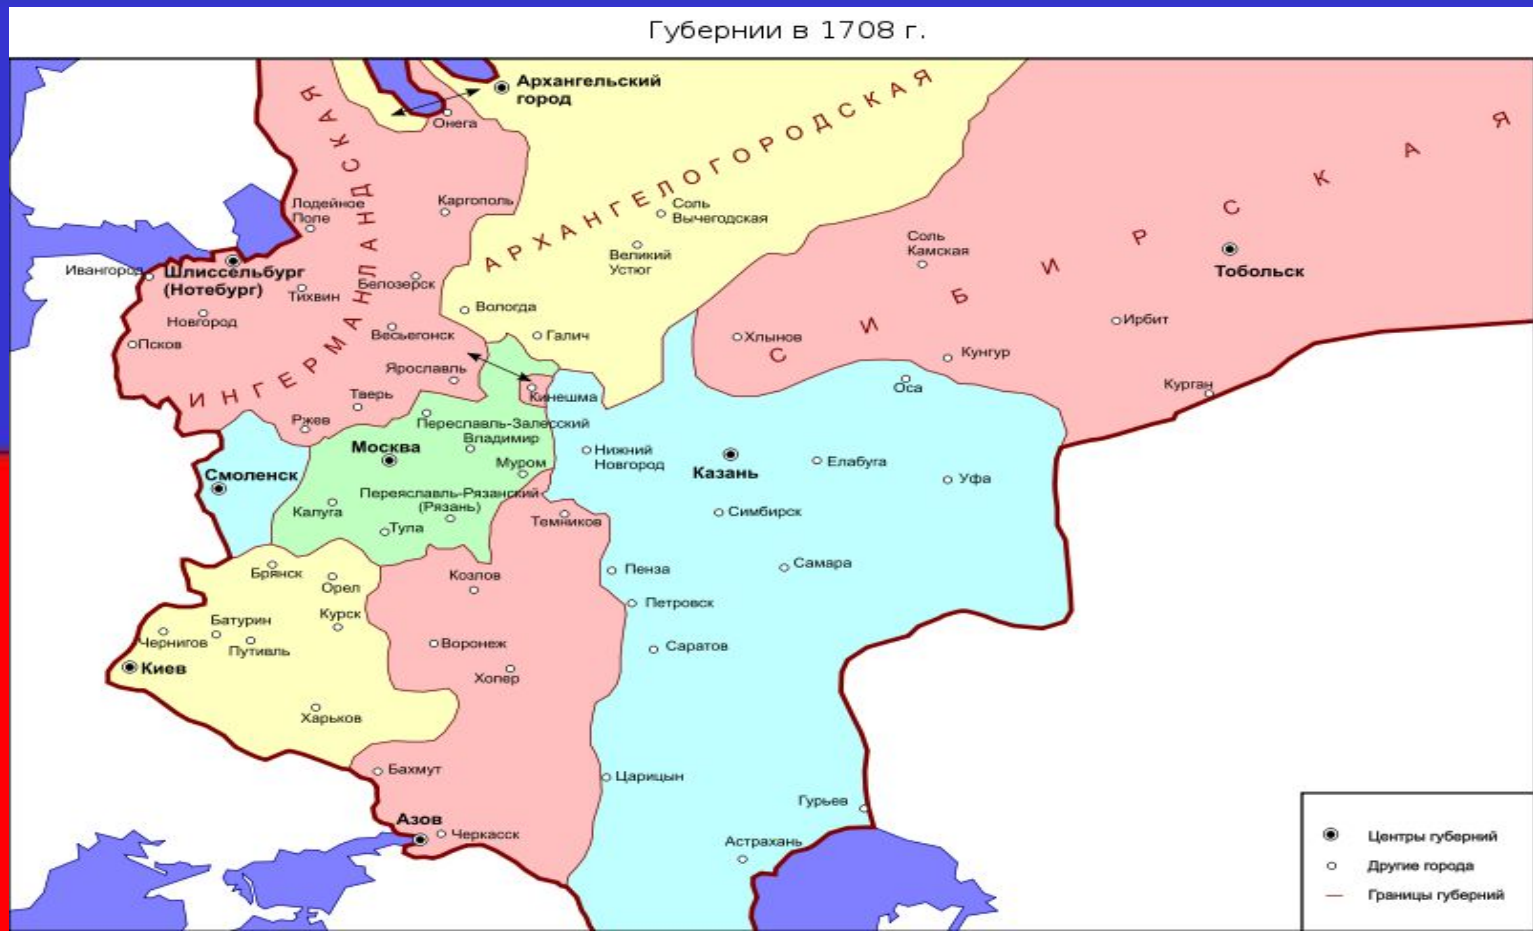 Губернии в 1708 г.
Архангельский
город
Онега
ИНГЕРМАНЛАНДСКАЯ
АРХАНГЕЛОГОРОДСКАЯ
СИБИРСКАЯ
Лодейное
Поле
Каргополь
Соль
Вычегодская
Великий
Устюг
Соль
Камская
Тобольск
Ивангород
Шлиссельбург
(Нотебург)
Тихвин
Белозерск
Новгород
Вологда
Псков
Весьегонск
Галич
Хлынов
Ирбит
Кунгур
Ярославль
Кинешма
Оса
Курган
Тверь
Ржев
Переславль-Залесский
Владимир
Москва
Муром
Нижний
Новгород
Казань
Елабуга
Уфа
Смоленск
Переяславль-Рязанский
(Рязань)
Калуга
Тула
Темников
Симбирск
Брянск
Орел
Козлов
Пенза
Самара
Петровск
Батурин
Курск
Чернигов
Путивль
Воронеж
Саратов
Киев
Хопер
Харьков
Бахмут
Царицын
Гурьев
Азов
Черкасск
Астрахань
Центры губерний
Другие города
Границы губерний